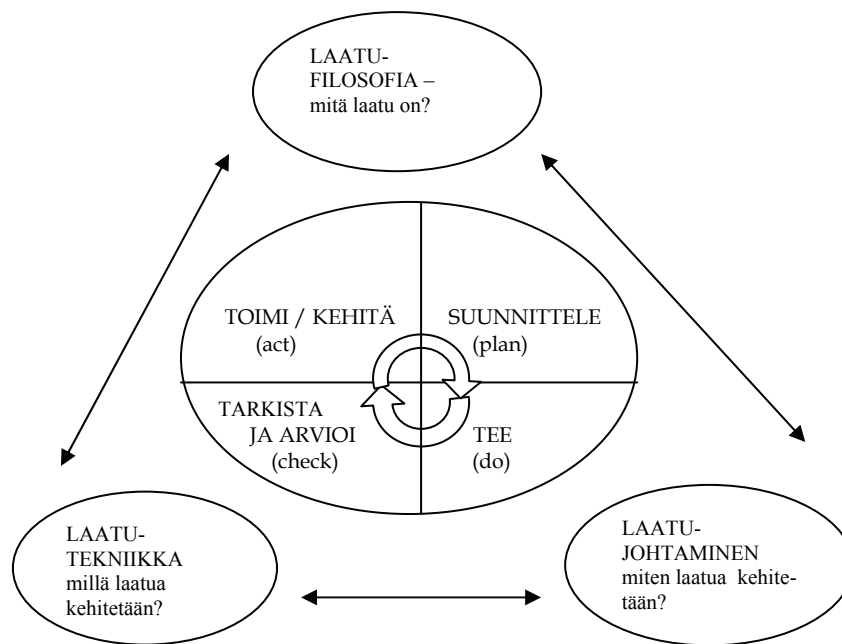 LAATU-
FILOSOFIA –
mitä laatu on?
TOIMI / KEHITÄ
(act)
SUUNNITTELE
(plan)
TARKISTA
JA ARVIOI
(check)
TEE
(do)
LAATU-
TEKNIIKKA
millä laatua
kehitetään?
LAATU-
JOHTAMINEN
miten laatua kehite-
tään?